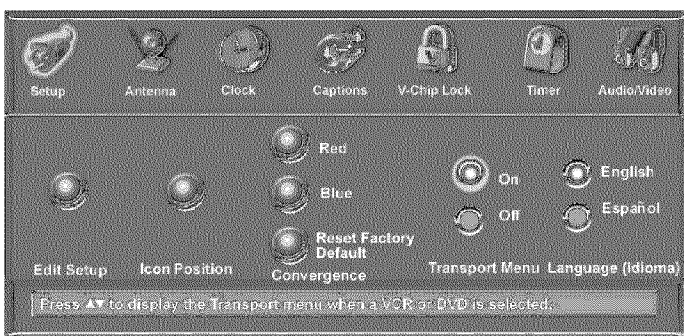 Setup Antenna Clock Captions V-Chip Lock Timer Audio/Video
Red
Blue
Reset Factory
Default
Convergence
Edit Setup
Icon Position
On
Off
Transport Menu
English
Español
Language (Idioma)
Press ▲▼ to display the Transport menu when a VCR or DVD is selected.